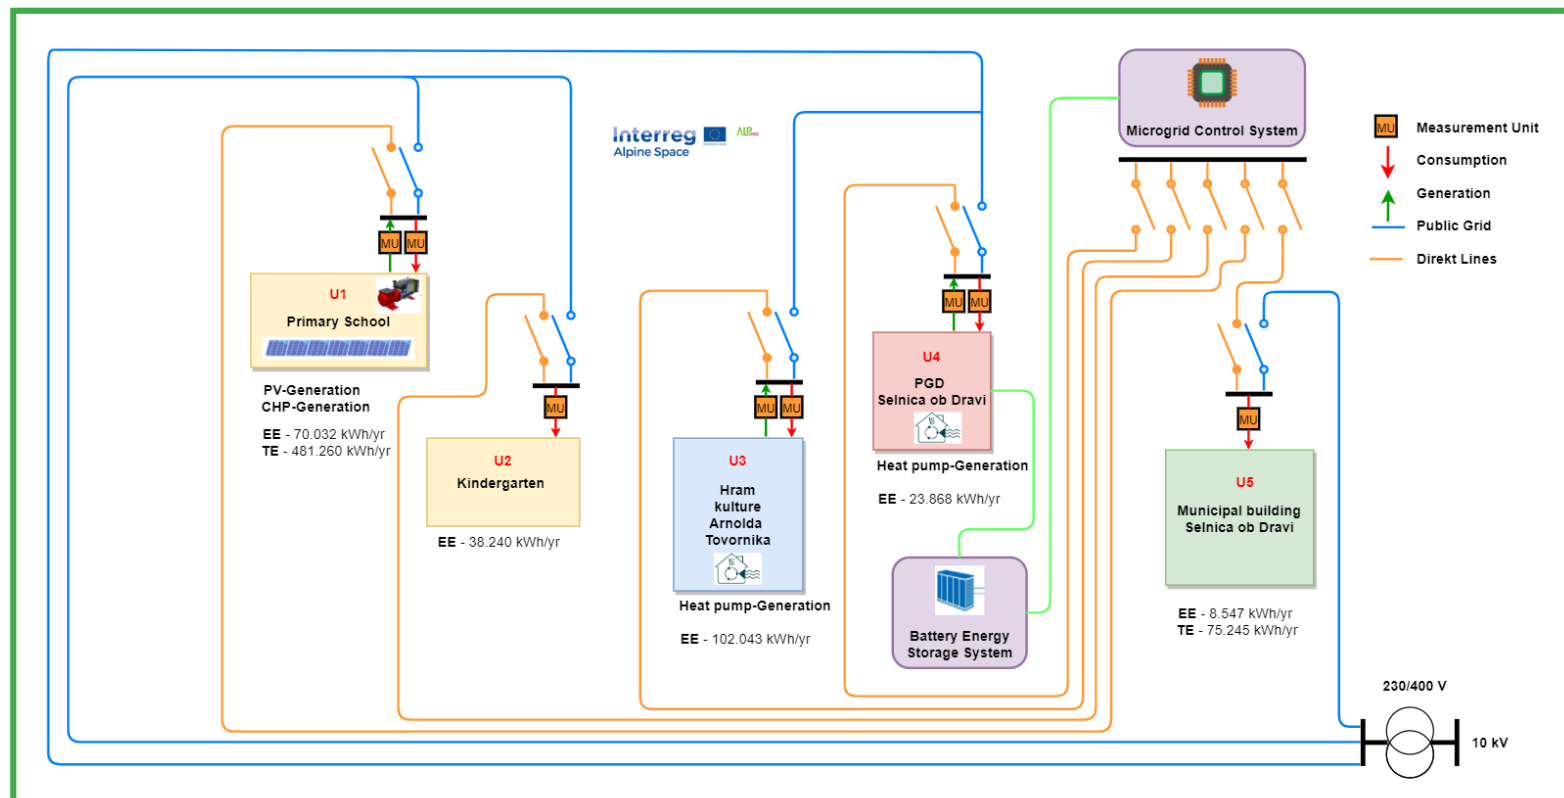 Interreg
Alpine Space
Microgrid Control System
MU
Measurement Unit
Consumption
Generation
Public Grid
Direkt Lines
MU MU
U1
Primary School
PV-Generation
CHP-Generation
EE - 70.032 kWh/yr
TE - 481.260 kWh/yr
MU
U2
Kindergarten
EE - 38.240 kWh/yr
MU MU
U3
Hram
kulture
Arnolda
Tovornika
Heat pump-Generation
EE - 102.043 kWh/yr
MU MU
U4
PGD
Selnica ob Dravi
Heat pump-Generation
EE - 23.868 kWh/yr
Battery Energy
Storage System
MU
U5
Municipal building
Selnica ob Dravi
EE - 8.547 kWh/yr
TE - 75.245 kWh/yr
230/400 V
10 kV